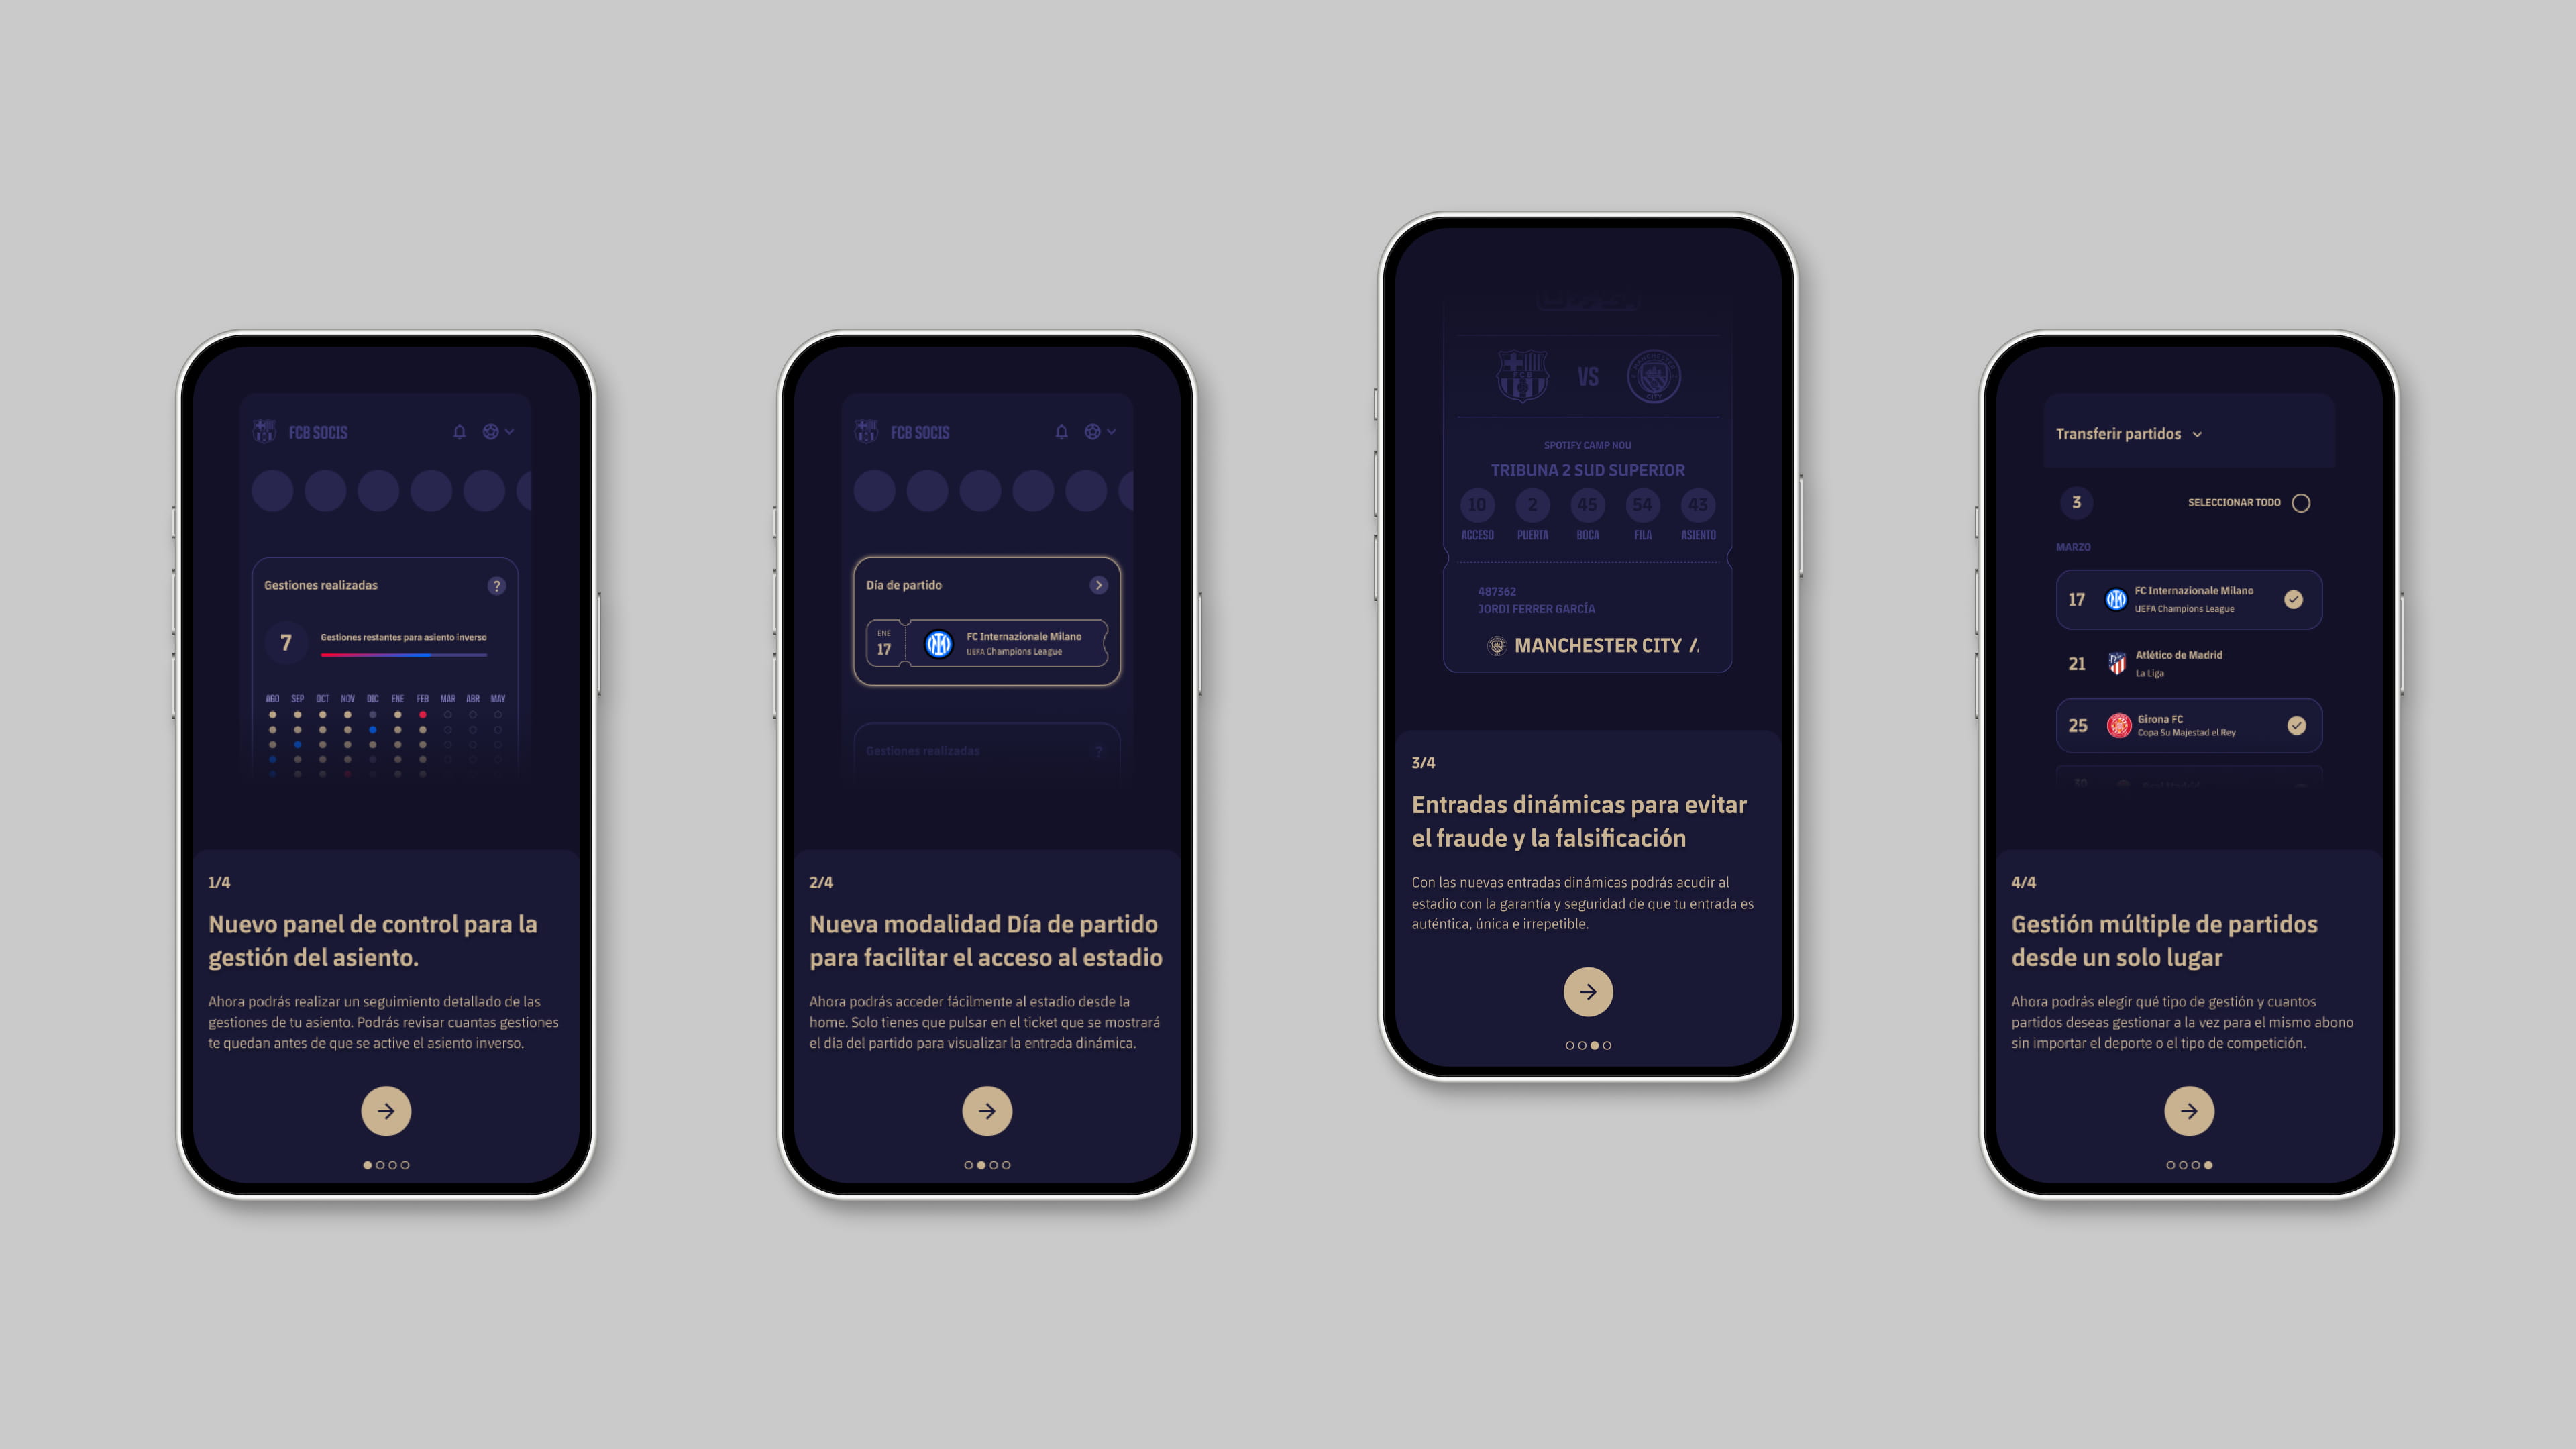 FCB SOCIS
Gestiones realizadas
?
7
Gestiones restantes para asiento inverso
AGO SEP OCT NOV DIC ENE FEB MAR ABR MAY
1/4
Nuevo panel de control para la
gestión del asiento.
Ahora podrás realizar un seguimiento detallado de las
gestiones de tu asiento. Podrás revisar cuantas gestiones
te quedan antes de que se active el asiento inverso.
FCB SOCIS
Día de partido
ENE
17
FC Internazionale Milano
UEFA Champions League
Gestiones realizadas
?
2/4
Nueva modalidad Día de partido
para facilitar el acceso al estadio
Ahora podrás acceder fácilmente al estadio desde la
home. Solo tienes que pulsar en el ticket que se mostrará
el día del partido para visualizar la entrada dinámica.
FCB
VS
MANCHESTER
CITY
SPOTIFY CAMP NOU
TRIBUNA 2 SUD SUPERIOR
10 2 45 54 43
ACCESO PUERTA BOCA FILA ASIENTO
487362
JORDI FERRER GARCÍA
MANCHESTER CITY /
3/4
Entradas dinámicas para evitar
el fraude y la falsificación
Con las nuevas entradas dinámicas podrás acudir al
estadio con la garantía y seguridad de que tu entrada es
auténtica, única e irrepetible.
Transferir partidos
3
SELECCIONAR TODO
MARZO
17
FC Internazionale Milano
UEFA Champions League
21
Atlético de Madrid
La Liga
25
Girona FC
Copa Su Majestad el Rey
4/4
Gestión múltiple de partidos
desde un solo lugar
Ahora podrás elegir qué tipo de gestión y cuantos
partidos deseas gestionar a la vez para el mismo abono
sin importar el deporte o el tipo de competición.